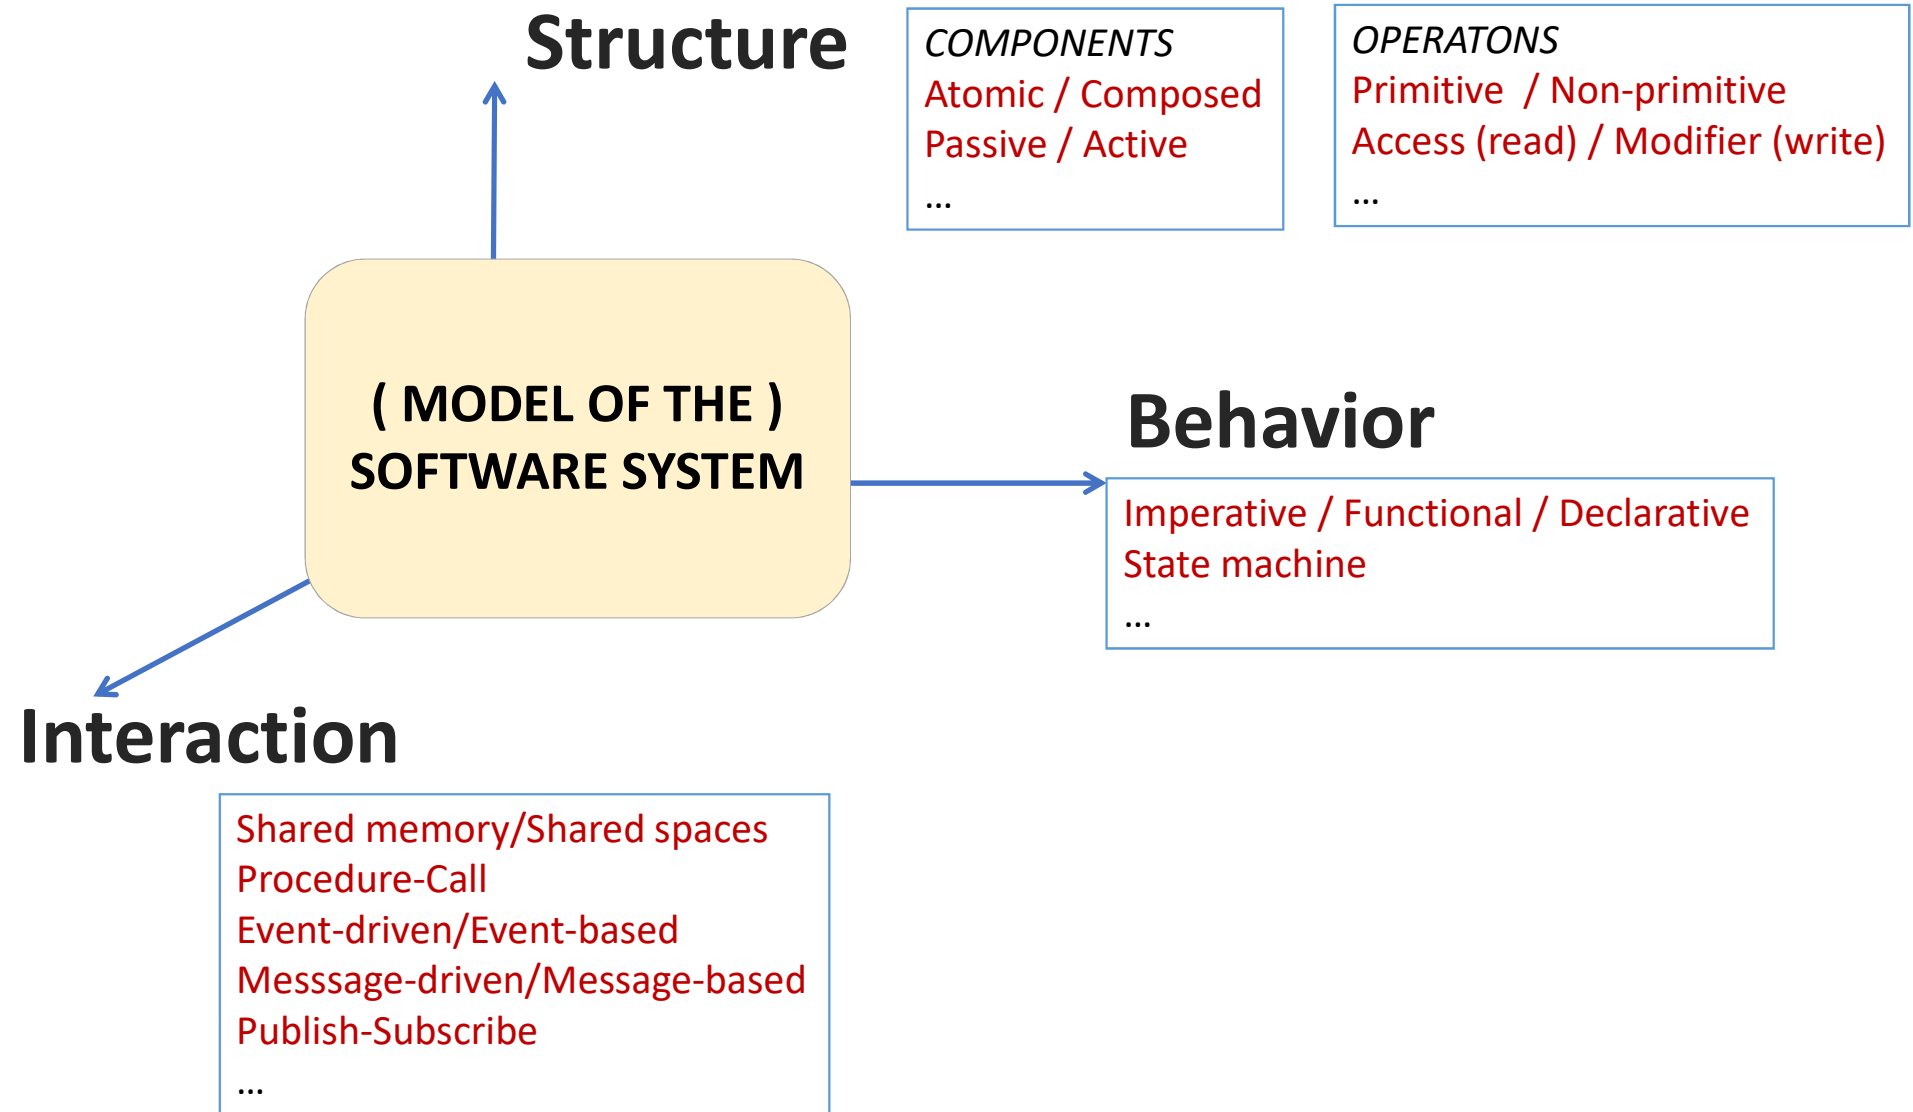 Structure
COMPONENTS
Atomic / Composed
Passive / Active
...
OPERATONS
Primitive / Non-primitive
Access (read) / Modifier (write)
...
( MODEL OF THE )
SOFTWARE SYSTEM
Behavior
Imperative / Functional / Declarative
State machine
...
Interaction
Shared memory/Shared spaces
Procedure-Call
Event-driven/Event-based
Messsage-driven/Message-based
Publish-Subscribe
...